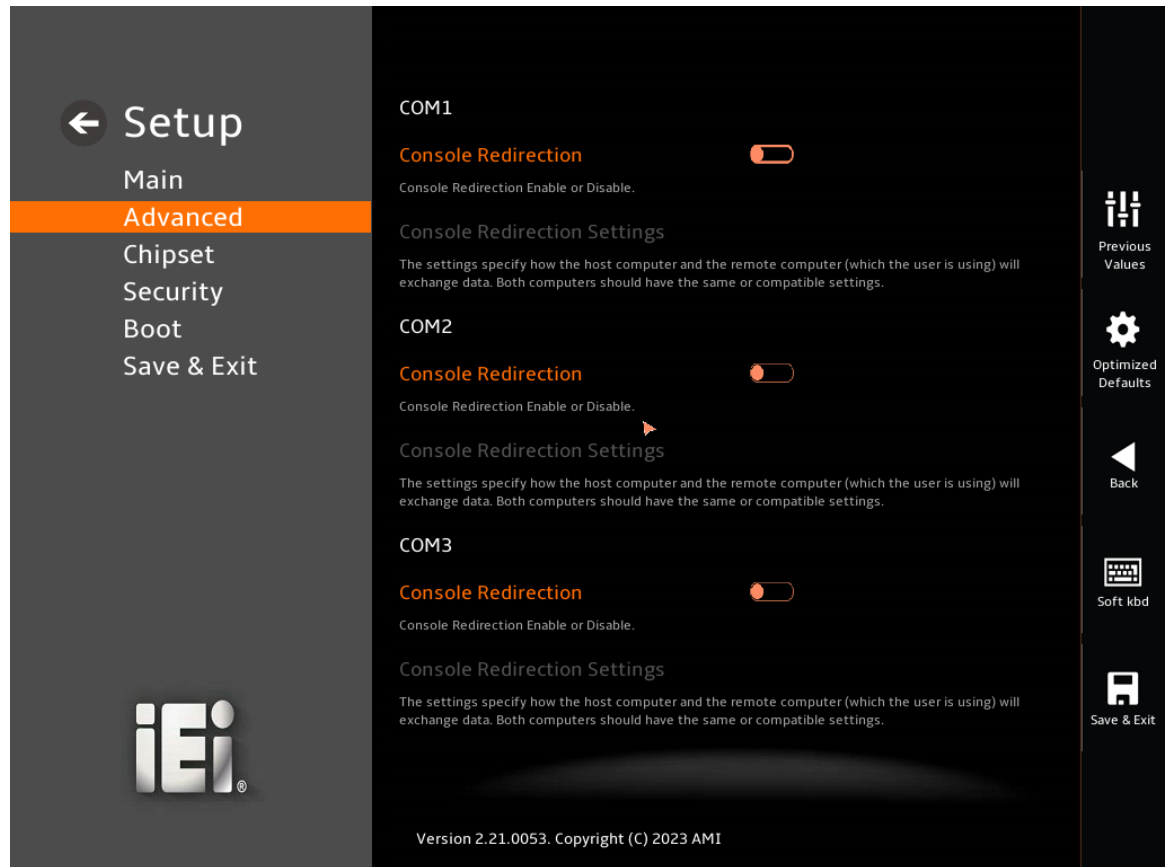 Setup
Main
Advanced
Chipset
Security
Boot
Save & Exit
iEi®
COM1
Console Redirection
Console Redirection Enable or Disable.
Console Redirection Settings
The settings specify how the host computer and the remote computer (which the user is using) will
exchange data. Both computers should have the same or compatible settings.
COM2
Console Redirection
Console Redirection Enable or Disable.
Console Redirection Settings
The settings specify how the host computer and the remote computer (which the user is using) will
exchange data. Both computers should have the same or compatible settings.
COM3
Console Redirection
Console Redirection Enable or Disable.
Console Redirection Settings
The settings specify how the host computer and the remote computer (which the user is using) will
exchange data. Both computers should have the same or compatible settings.
Version 2.21.0053. Copyright (C) 2023 AMI
Previous
Values
Optimized
Defaults
Back
Soft kbd
Save & Exit